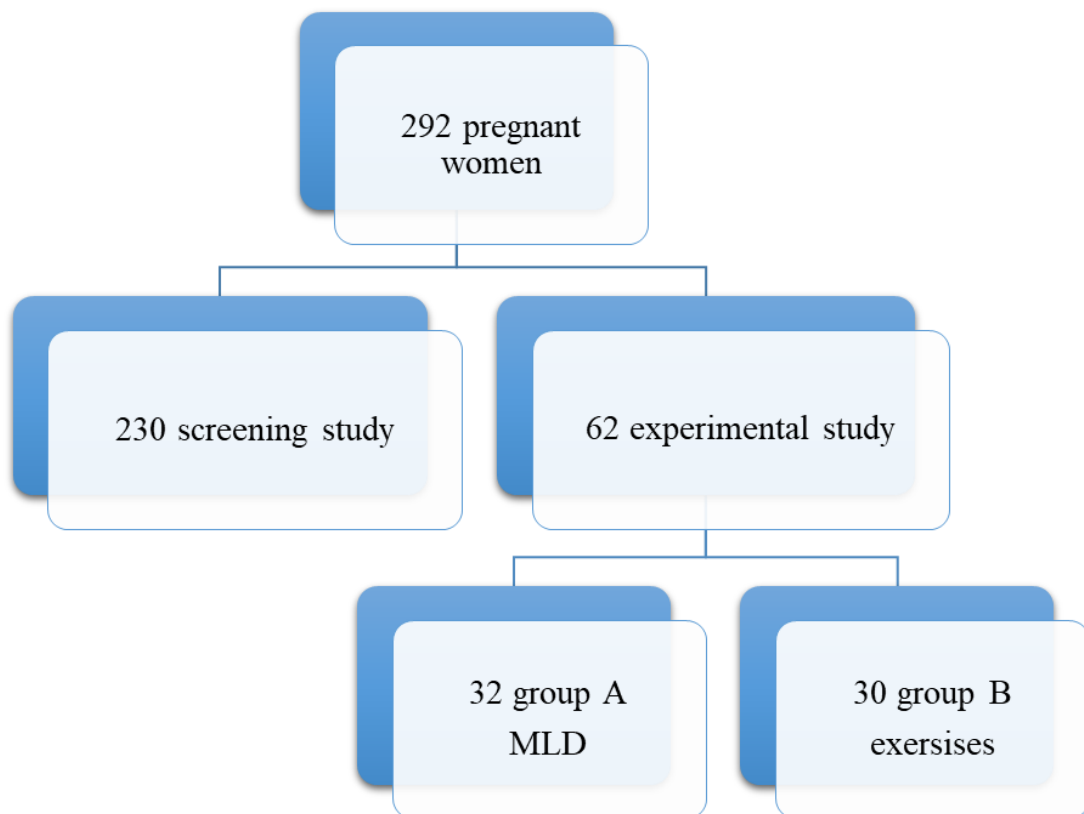 292 pregnant
women
230 screening study
62 experimental study
32 group A
MLD
30 group B
exersises